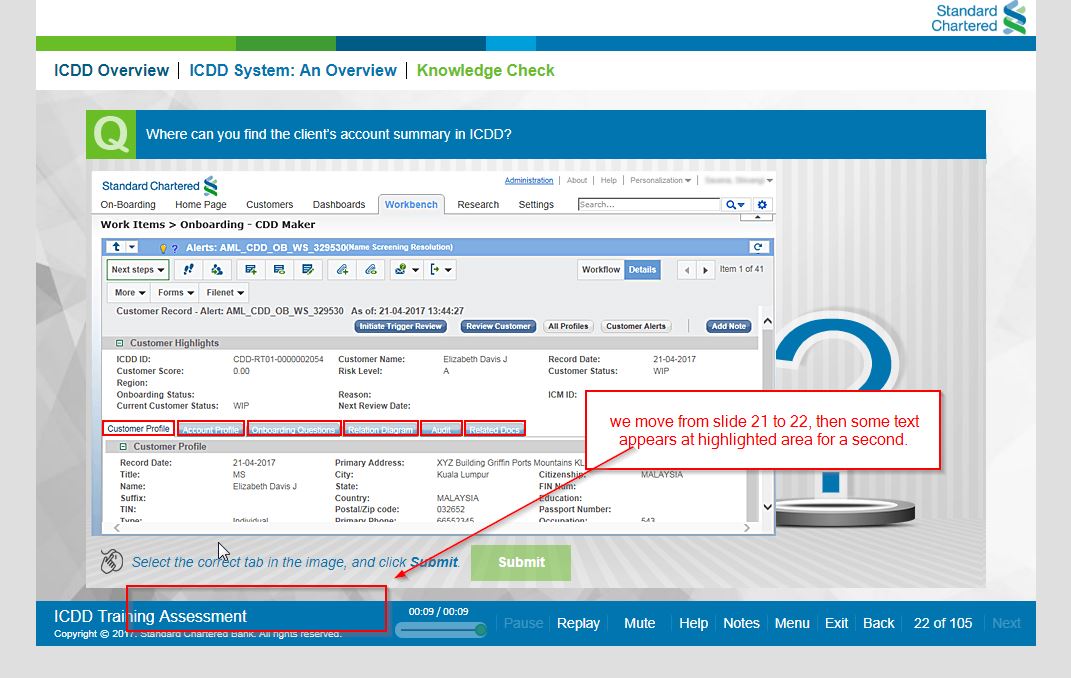 Standard
Chartered
ICDD Overview | ICDD System: An Overview | Knowledge Check
Q Where can you find the client's account summary in ICDD?
Standard Chartered
Administration | About | Help | Personalization |
On-Boarding Home Page Customers Dashboards Workbench Research Settings Search...
Work Items > Onboarding - CDD Maker
Alerts: AML_CDD_OB_WS_329530(Name Screening Resolution)
Next steps Workflow Details Item 1 of 41
More Forms Filenet
Customer Record - Alert: AML_CDD_OB_WS_329530 As of: 21-04-2017 13:44:27
Initiate Trigger Review Review Customer All Profiles Customer Alerts Add Note
Customer Highlights
ICDD ID: CDD-RT01-0000002054 Customer Name: Elizabeth Davis J Record Date: 21-04-2017
Customer Score: 0.00 Risk Level: A Customer Status: WIP
Region:
Onboarding Status: Reason: ICM ID:
Current Customer Status: WIP Next Review Date:
we move from slide 21 to 22, then some text
appears at highlighted area for a second.
Customer Profile Account Profile Onboarding Questions Relation Diagram Audit Related Docs
Customer Profile
Record Date: 21-04-2017 Primary Address: XYZ Building Griffin Ports Mountains KL
Title: MS City: Kuala Lumpur Citizenship: MALAYSIA
Name: Elizabeth Davis J State: FIN Num:
Suffix: Country: MALAYSIA Education:
TIN: Postal/Zip code: 032652 Passport Number:
Type: Individual Primary Phone: 66552345 Occupation: 543
Select the correct tab in the image, and click Submit. Submit
ICDD Training Assessment
Copyright © 2017. Standard Chartered Bank. All rights reserved.
00:09 / 00:09
Pause Replay Mute Help Notes Menu Exit Back 22 of 105 Next